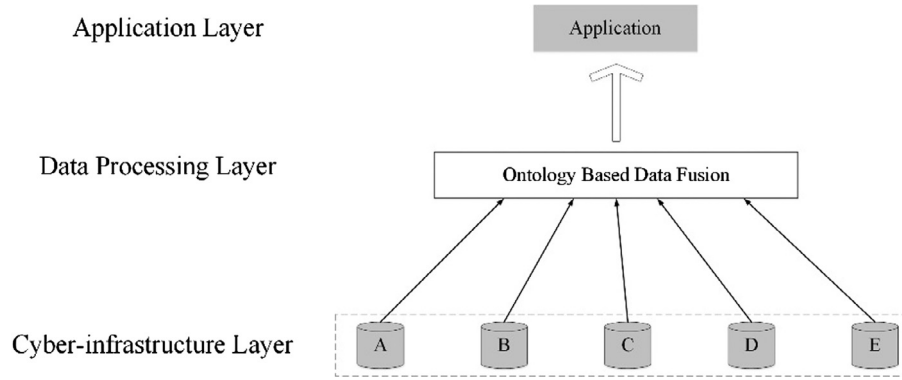 Application Layer
Application
Data Processing Layer
Ontology Based Data Fusion
Cyber-infrastructure Layer
A
B
C
D
E